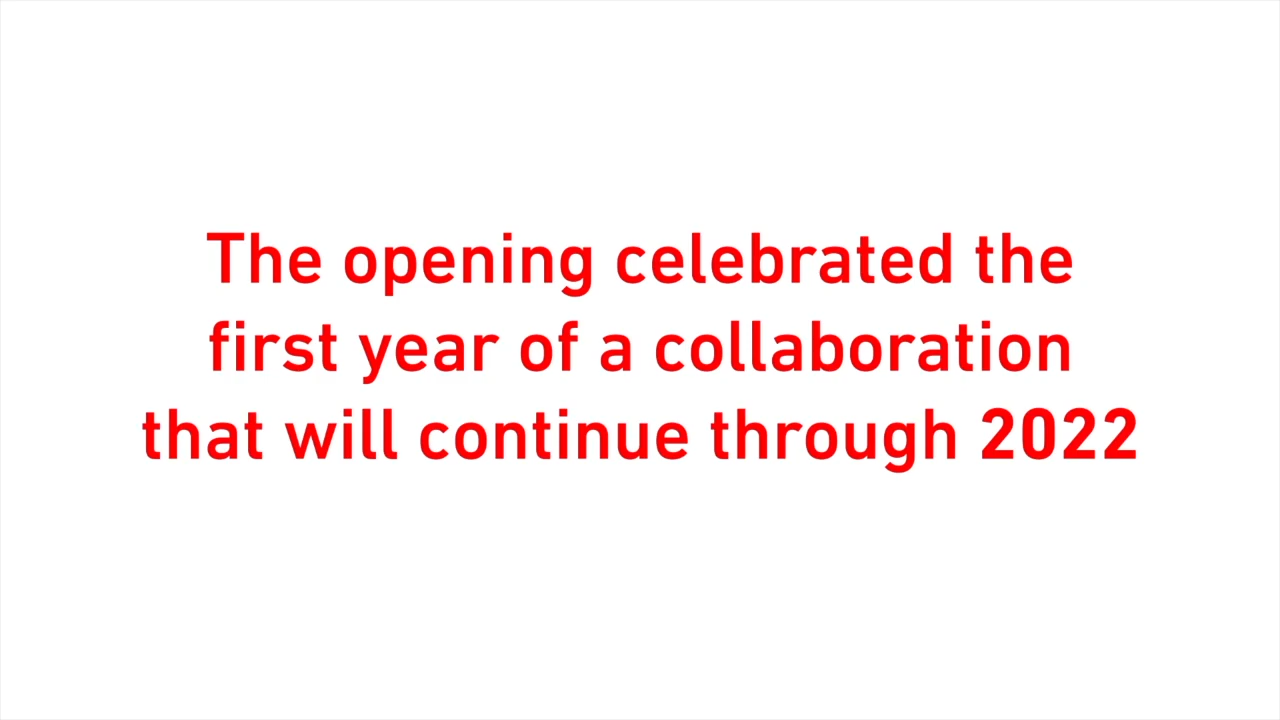 The opening celebrated the
first year of a collaboration
that will continue through 2022